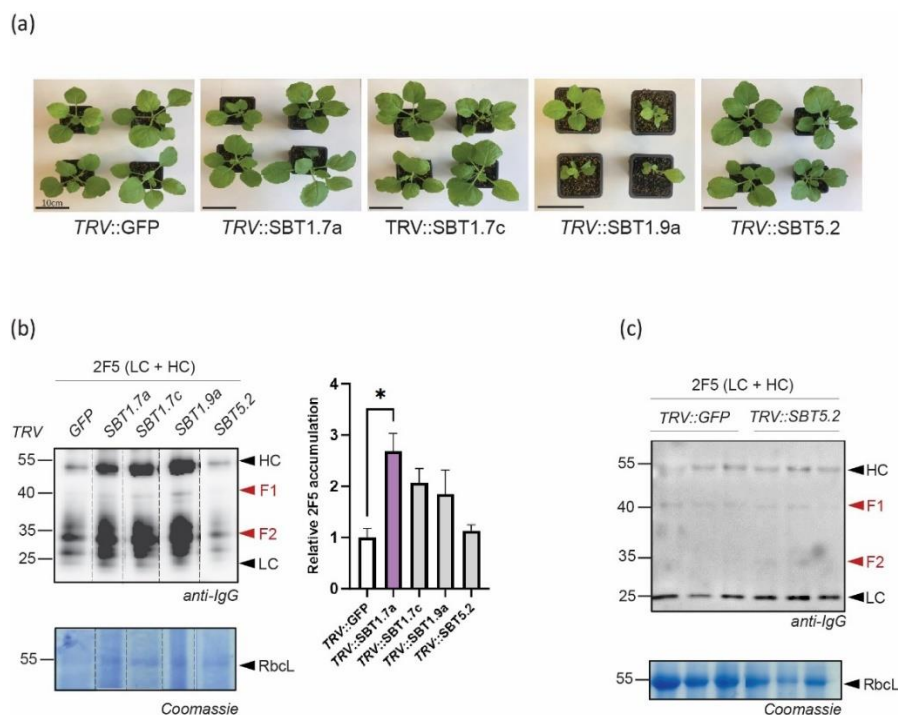 (a)
10cm
TRV::GFP TRV::SBT1.7a TRV::SBT1.7c TRV::SBT1.9a TRV::SBT5.2
(b)
2F5 (LC + HC)
TRV GFP SBT1.7a SBT1.7c SBT1.9a SBT5.2
55 HC
40 F1
35 F2
25 LC
anti-IgG
55 RbcL
Coomassie
Relative 2F5 accumulation
4
3
2
1
0
*
TRV::GFP
TRV::SBT1.7a
TRV::SBT1.7c
TRV::SBT1.9a
TRV::SBT5.2
(c)
2F5 (LC + HC)
TRV::GFP TRV::SBT5.2
55 HC
40 F1
35 F2
25 LC
anti-IgG
55 RbcL
Coomassie